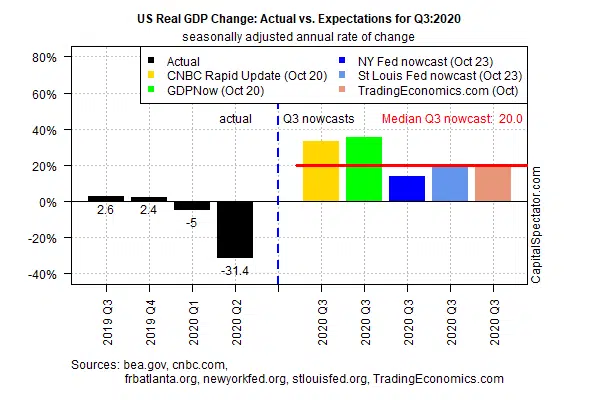 US Real GDP Change: Actual vs. Expectations for Q3:2020
seasonally adjusted annual rate of change
80%
60%
40%
20%
0%
-20%
-40%
Actual
CNBC Rapid Update (Oct 20)
GDPNow (Oct 20)
NY Fed nowcast (Oct 23)
St Louis Fed nowcast (Oct 23)
TradingEconomics.com (Oct)
actual
Q3 nowcasts
Median Q3 nowcast: 20.0
2.6
2.4
-5
-31.4
2019 Q3
2019 Q4
2020 Q1
2020 Q2
2020 Q3
2020 Q3
2020 Q3
2020 Q3
2020 Q3
CapitalSpectator.com
Sources: bea.gov, cnbc.com,
frbatlanta.org, newyorkfed.org, stlouisfed.org, TradingEconomics.com